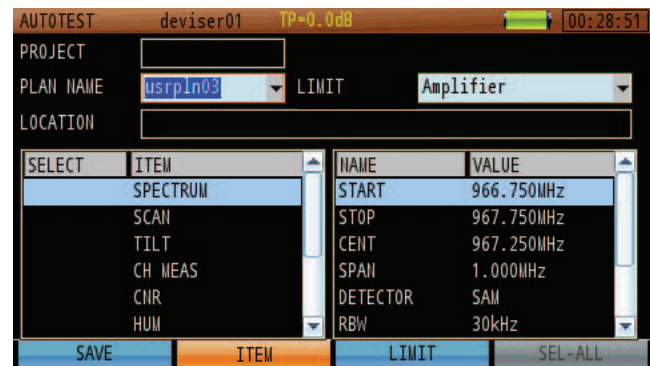 AUTOTEST deviser01 TP=0.0dB 00:28:51
PROJECT
PLAN NAME usrpln03 LIMIT Amplifier
LOCATION
SELECT ITEM NAME VALUE
SPECTRUM START 966.750MHz
SCAN STOP 967.750MHz
TILT CENT 967.250MHz
CH MEAS SPAN 1.000MHz
CNR DETECTOR SAM
HUM RBW 30kHz
SAVE ITEM LIMIT SEL-ALL